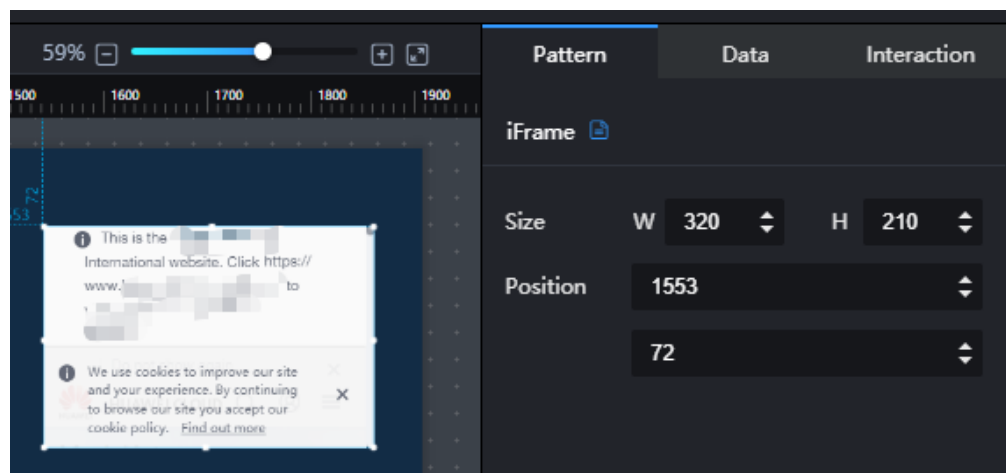 59%
Pattern Data Interaction
1500 1600 1700 1800 1900
iFrame
72
53
Size W 320 H 210
Position 1553
72
This is the
International website. Click https://
www. to
We use cookies to improve our site
and your experience. By continuing
to browse our site you accept our
cookie policy. Find out more